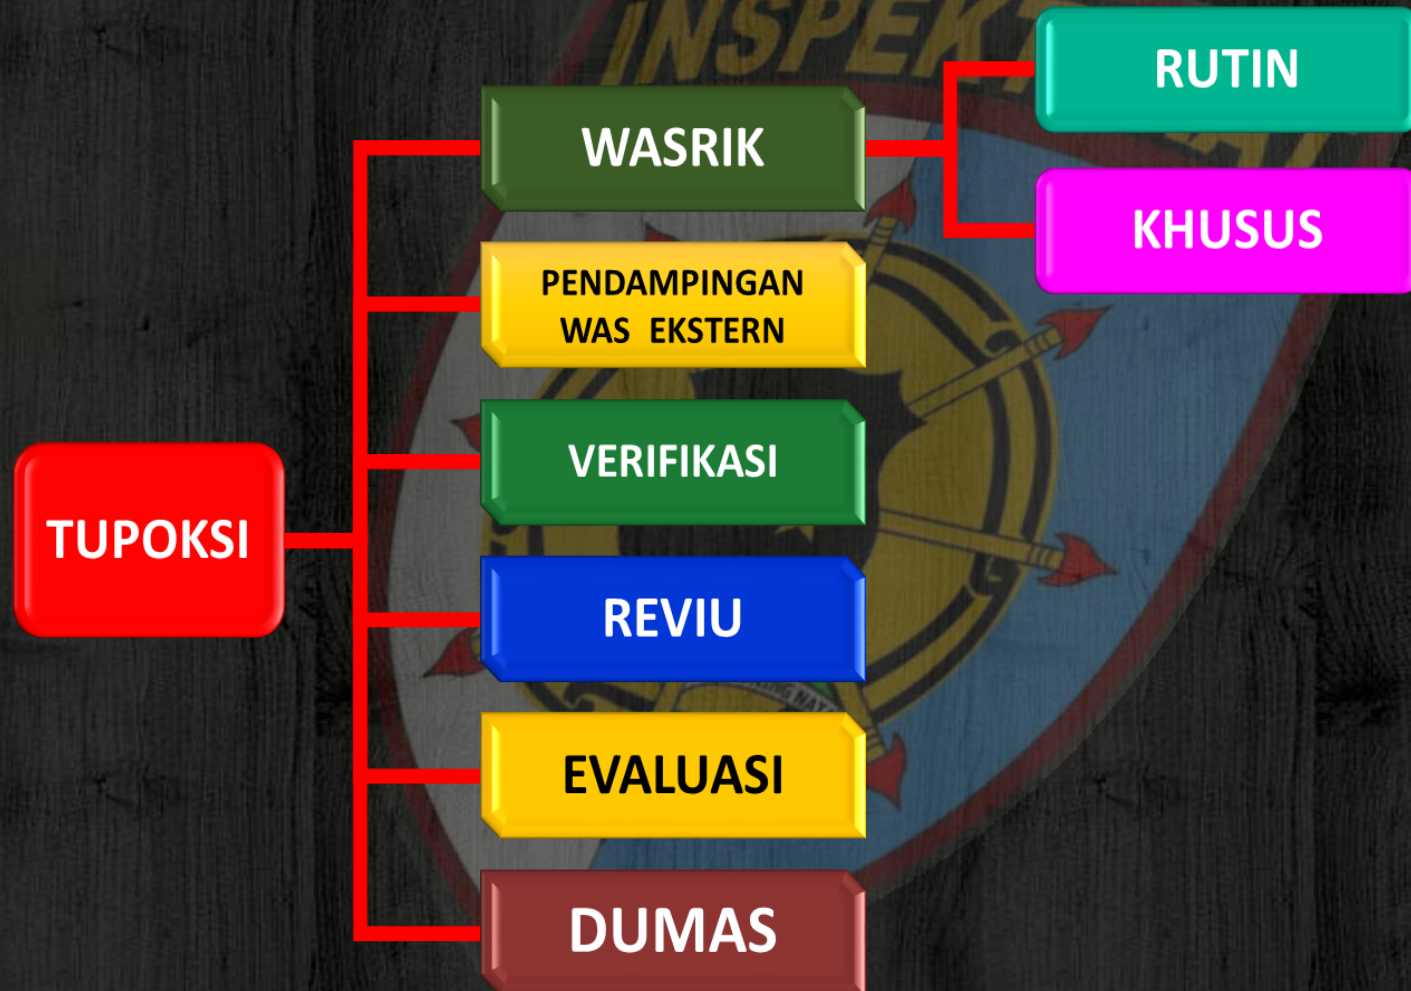 TUPOKSI
WASRIK
RUTIN
KHUSUS
PENDAMPINGAN
WAS EKSTERN
VERIFIKASI
REVIU
EVALUASI
DUMAS